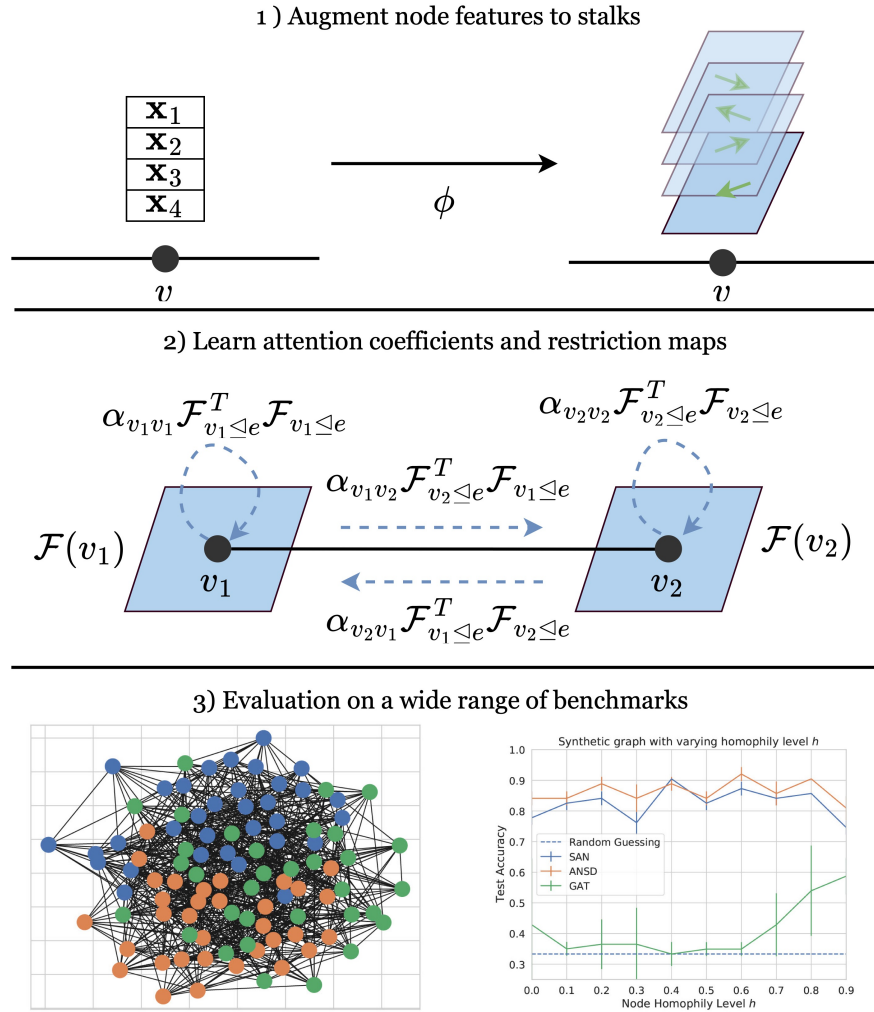 1 ) Augment node features to stalks
x₁
x₂
x₃
x₄
ϕ
v
v
2) Learn attention coefficients and restriction maps
α_{v₁v₁} ℱ^T_{v₁⊴e} ℱ_{v₁⊴e}
α_{v₂v₂} ℱ^T_{v₂⊴e} ℱ_{v₂⊴e}
α_{v₁v₂} ℱ^T_{v₂⊴e} ℱ_{v₁⊴e}
ℱ(v₁)
ℱ(v₂)
v₁
v₂
α_{v₂v₁} ℱ^T_{v₁⊴e} ℱ_{v₂⊴e}
3) Evaluation on a wide range of benchmarks
Synthetic graph with varying homophily level h
1.0
0.9
0.8
0.7
0.6
0.5
0.4
0.3
Test Accuracy
Random Guessing
SAN
ANSD
GAT
0.0 0.1 0.2 0.3 0.4 0.5 0.6 0.7 0.8 0.9
Node Homophily Level h